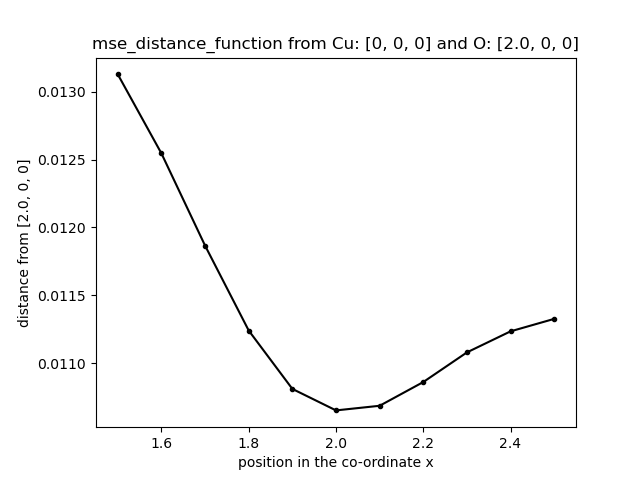 mse_distance_function from Cu: [0, 0, 0] and O: [2.0, 0, 0]
distance from [2.0, 0, 0]
0.0130
0.0125
0.0120
0.0115
0.0110
1.6 1.8 2.0 2.2 2.4
position in the co-ordinate x